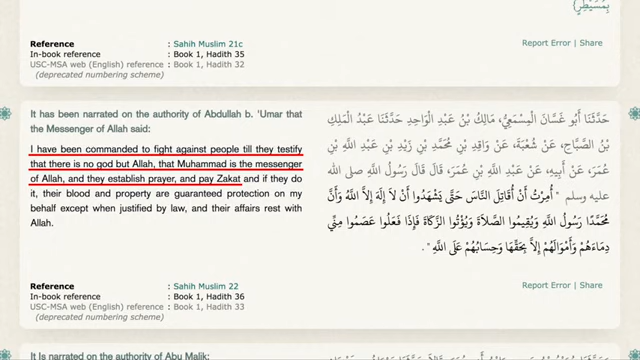 بِمُسَيْطِرٍ}
Reference : Sahih Muslim 21c
In-book reference : Book 1, Hadith 35
USC-MSA web (English) reference : Book 1, Hadith 32
(deprecated numbering scheme)
Report Error | Share
It has been narrated on the authority of Abdullah b. 'Umar that
the Messenger of Allah said:
I have been commanded to fight against people till they testify
that there is no god but Allah, that Muhammad is the messenger
of Allah, and they establish prayer, and pay Zakat and if they do
it, their blood and property are guaranteed protection on my
behalf except when justified by law, and their affairs rest with
Allah.
حَدَّثَنَا أَبُو غَسَّانَ الْمِسْمَعِيُّ، مَالِكُ بْنُ عَبْدِ الْوَاحِدِ حَدَّثَنَا عَبْدُ الْمَلِكِ
بْنُ الصَّبَّاحِ، عَنْ شُعْبَةَ، عَنْ وَاقِدِ بْنِ مُحَمَّدِ بْنِ زَيْدِ بْنِ عَبْدِ اللَّهِ بْنِ
عُمَرَ، عَنْ أَبِيهِ، عَنْ عَبْدِ اللَّهِ بْنِ عُمَرَ، قَالَ قَالَ رَسُولُ اللَّهِ صلى الله
عليه وسلم " أُمِرْتُ أَنْ أُقَاتِلَ النَّاسَ حَتَّى يَشْهَدُوا أَنْ لاَ إِلَهَ إِلاَّ اللَّهُ وَأَنَّ
مُحَمَّدًا رَسُولُ اللَّهِ وَيُقِيمُوا الصَّلاَةَ وَيُؤْتُوا الزَّكَاةَ فَإِذَا فَعَلُوا عَصَمُوا مِنِّي
دِمَاءَهُمْ وَأَمْوَالَهُمْ إِلاَّ بِحَقِّهَا وَحِسَابُهُمْ عَلَى اللَّهِ " .
Reference : Sahih Muslim 22
In-book reference : Book 1, Hadith 36
USC-MSA web (English) reference : Book 1, Hadith 33
(deprecated numbering scheme)
Report Error | Share
It Is narrated on the authority of Abu Malik: